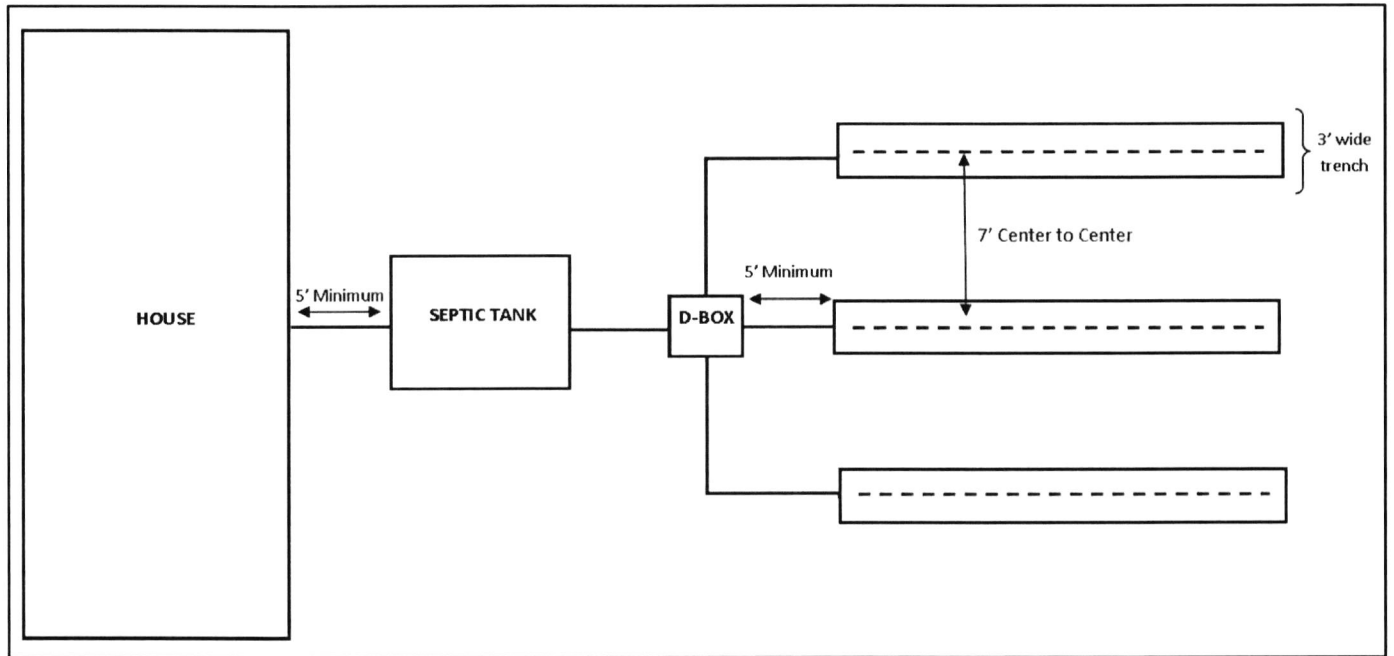 3' wide
trench
7' Center to Center
5' Minimum
5' Minimum
HOUSE
SEPTIC TANK
D-BOX